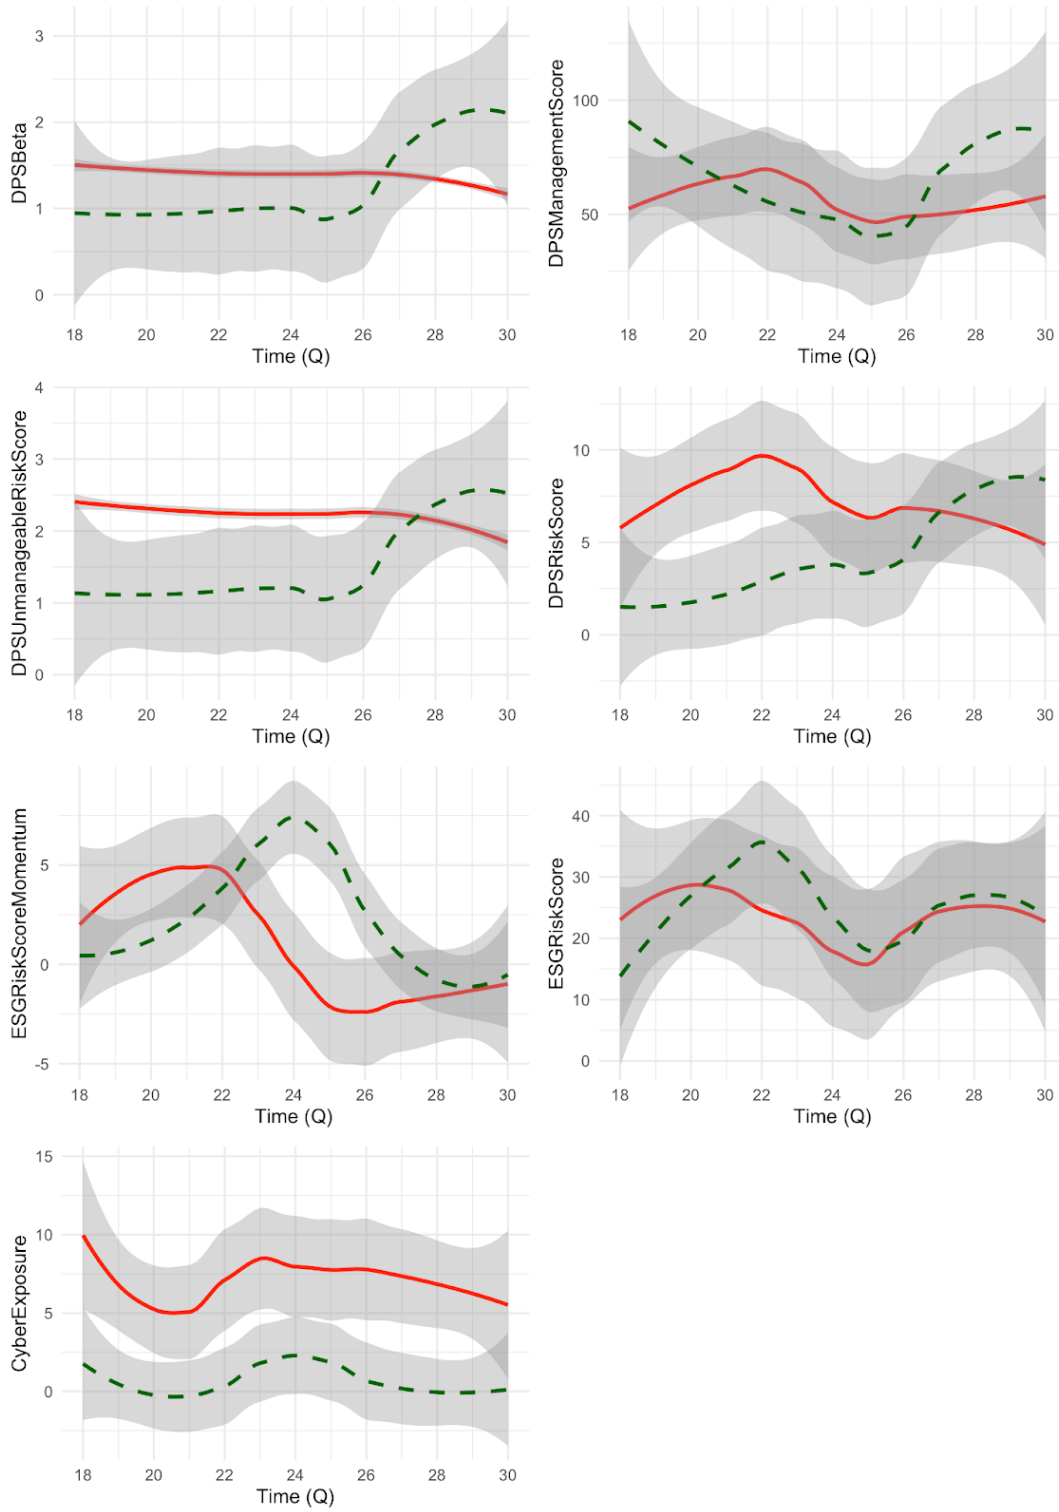 DPSBeta
3
2
1
0
18 20 22 24 26 28 30
Time (Q)
DPSManagementScore
100
50
18 20 22 24 26 28 30
Time (Q)
DPSUnmanageableRiskScore
4
3
2
1
0
18 20 22 24 26 28 30
Time (Q)
DPSRiskScore
10
5
0
18 20 22 24 26 28 30
Time (Q)
ESGRiskScoreMomentum
5
0
-5
18 20 22 24 26 28 30
Time (Q)
ESGRiskScore
40
30
20
10
0
18 20 22 24 26 28 30
Time (Q)
CyberExposure
15
10
5
0
18 20 22 24 26 28 30
Time (Q)